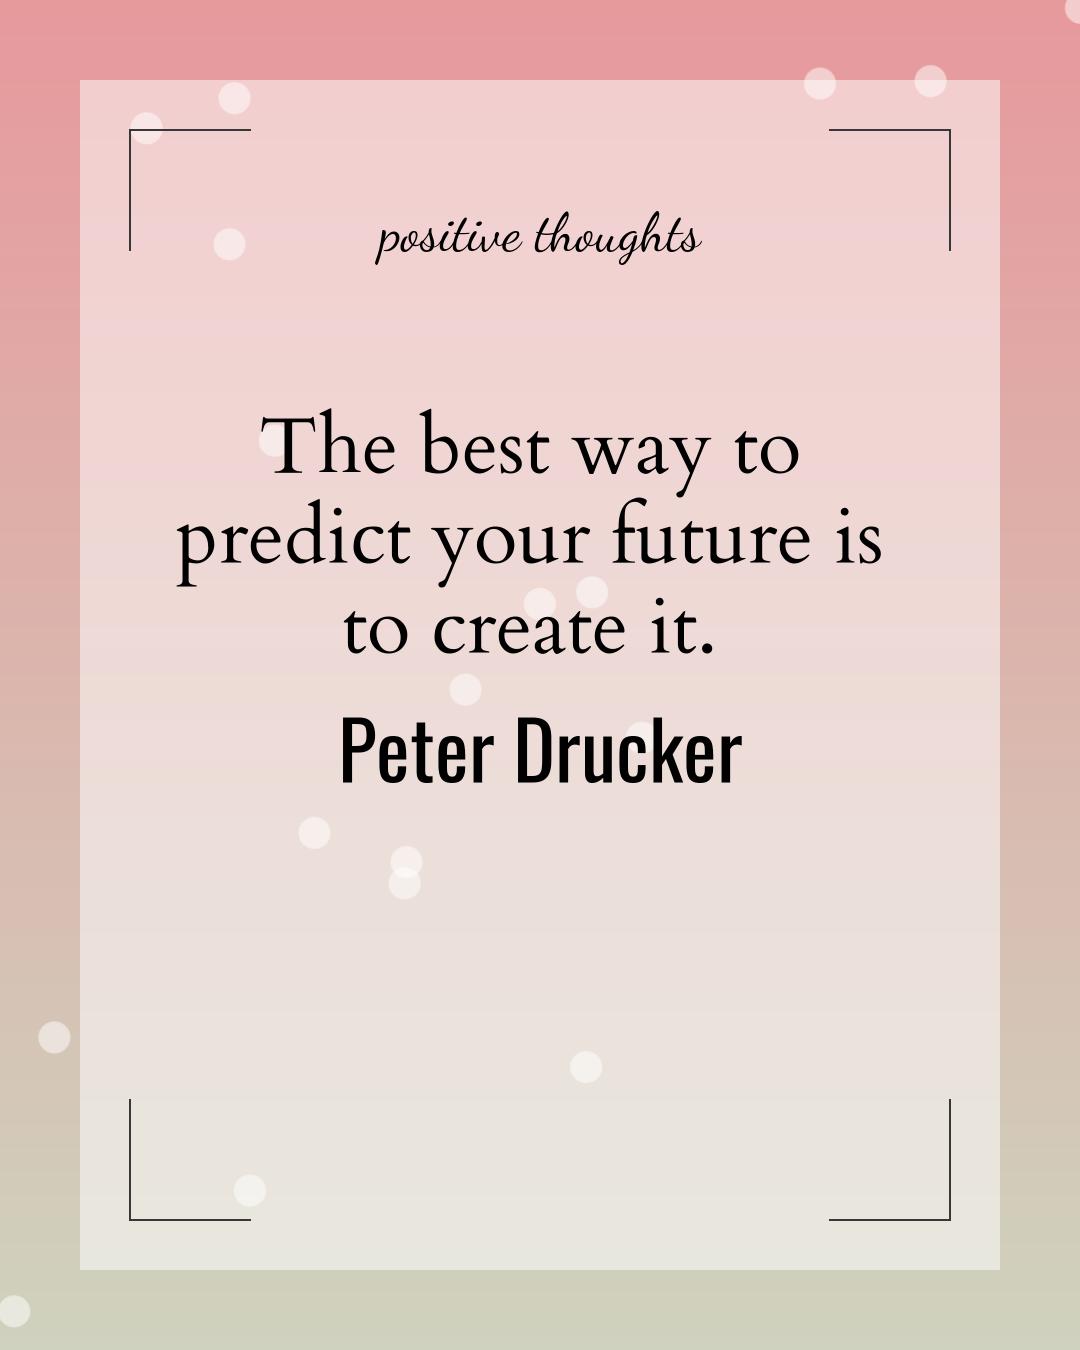 positive thoughts
The best way to
predict your future is
to create it.
Peter Drucker